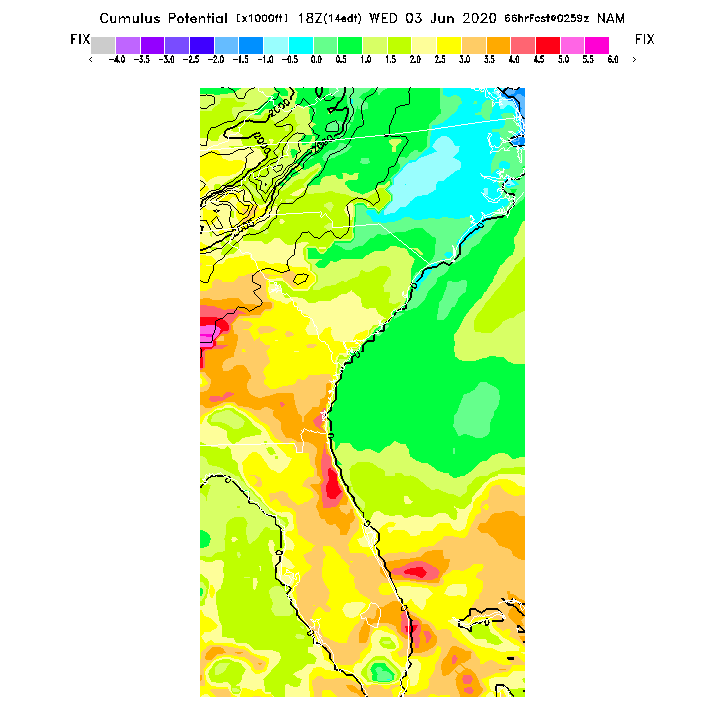 Cumulus Potential [x1000ft] 18Z(14edt) WED 03 Jun 2020 66hrFcst@0259z NAM
FIX FIX
< -4.0 -3.5 -3.0 -2.5 -2.0 -1.5 -1.0 -0.5 0.0 0.5 1.0 1.5 2.0 2.5 3.0 3.5 4.0 4.5 5.0 5.5 6.0 >
2000
2000